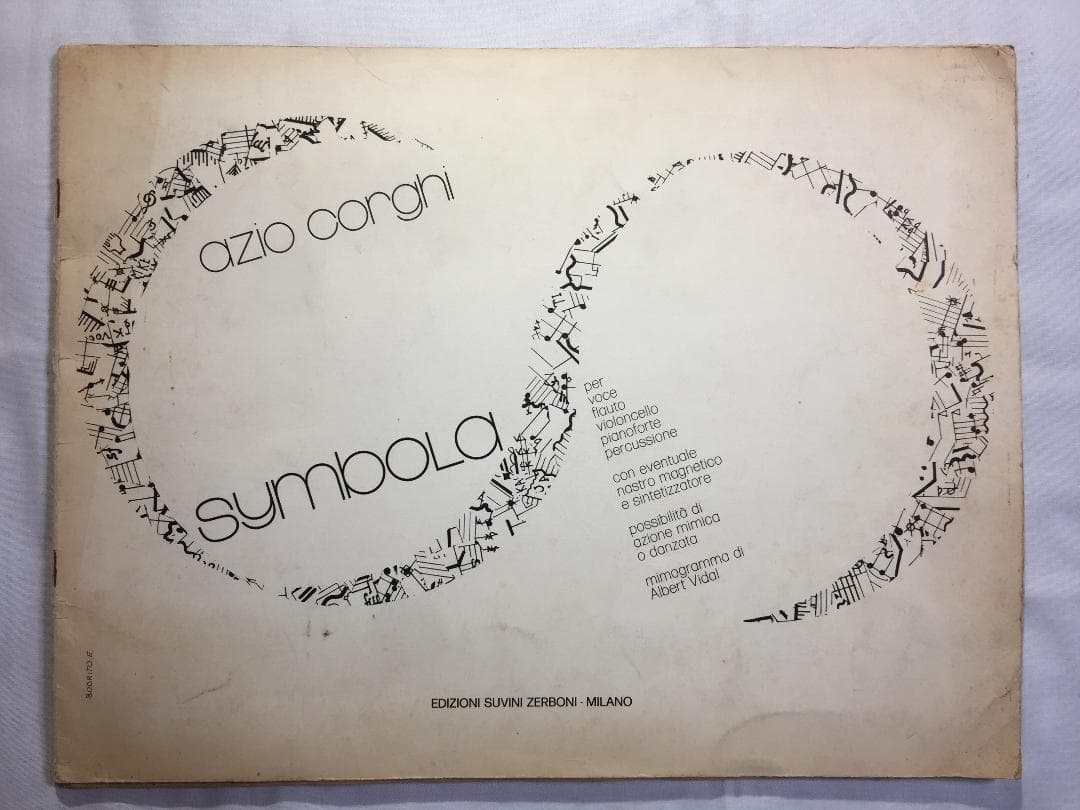 azio corghi
symbola
per
voce
flauto
violoncello
pianoforte
percussione
con eventuale
nastro magnetico
e sintetizzatore
possibilità di
azione mimica
o danzata
mimogramma di
Albert Vidal
EDIZIONI SUVINI ZERBONI - MILANO